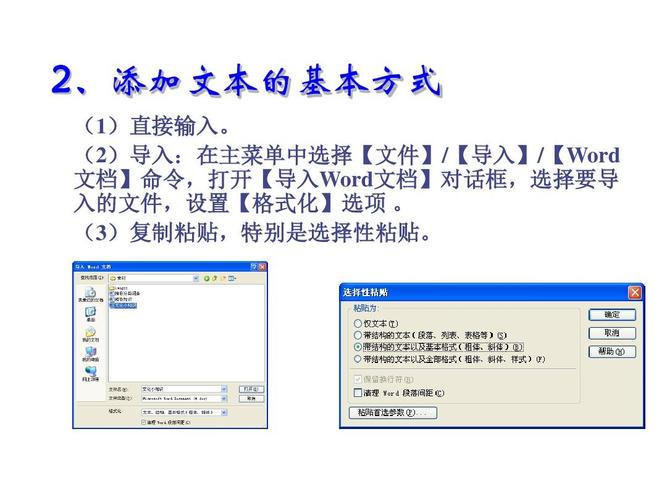 2、添加文本的基本方式
（1）直接输入。
（2）导入：在主菜单中选择【文件】/【导入】/【Word
文档】命令，打开【导入Word文档】对话框，选择要导
入的文件，设置【格式化】选项 。
（3）复制粘贴，特别是选择性粘贴。
导入 Word 文档
查找范围(I):
素材
images
我最近的文档
桌面
我的文档
我的电脑
网上邻居
文件名(N):
文化小知识
打开(O)
文件类型(T):
Microsoft Word Document (*.doc)
取消
格式化:
文本、结构、基本格式(粗体、斜体)
清理 Word 段落间距(C)
选择性粘贴
粘贴为:
仅文本(T)
带结构的文本(段落、列表、表格等)(S)
带结构的文本以及基本格式(粗体、斜体)(B)
带结构的文本以及全部格式(粗体、斜体、样式)(F)
保留换行符(R)
清理 Word 段落间距(C)
粘贴首选参数(P)...
确定
取消
帮助(H)